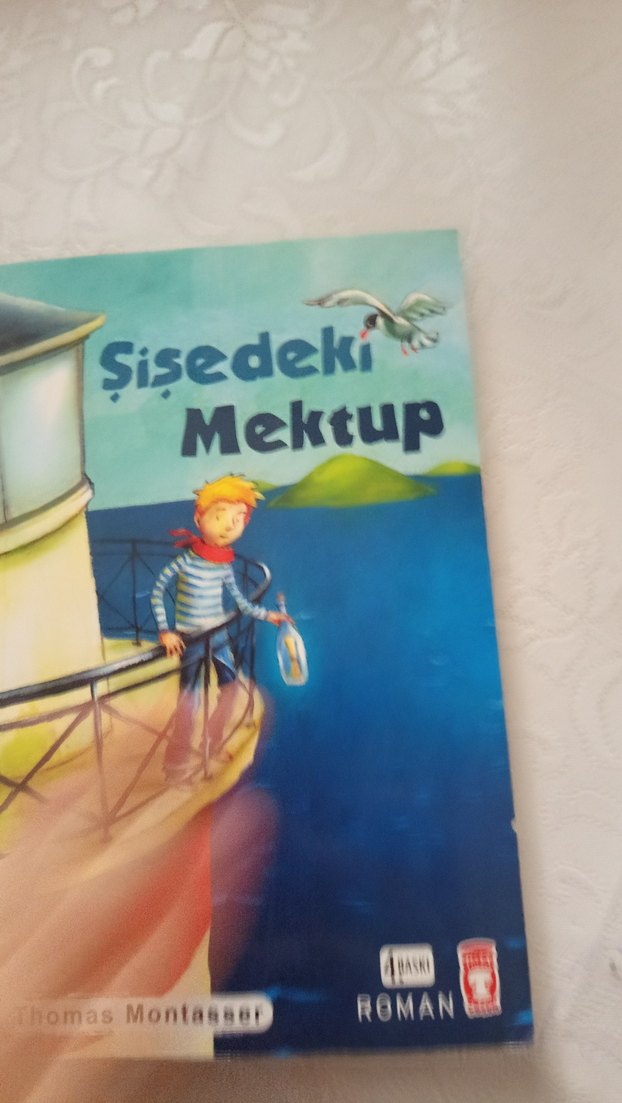 Şişedeki
Mektup
4. BASKI
ROMAN
Thomas Montasser